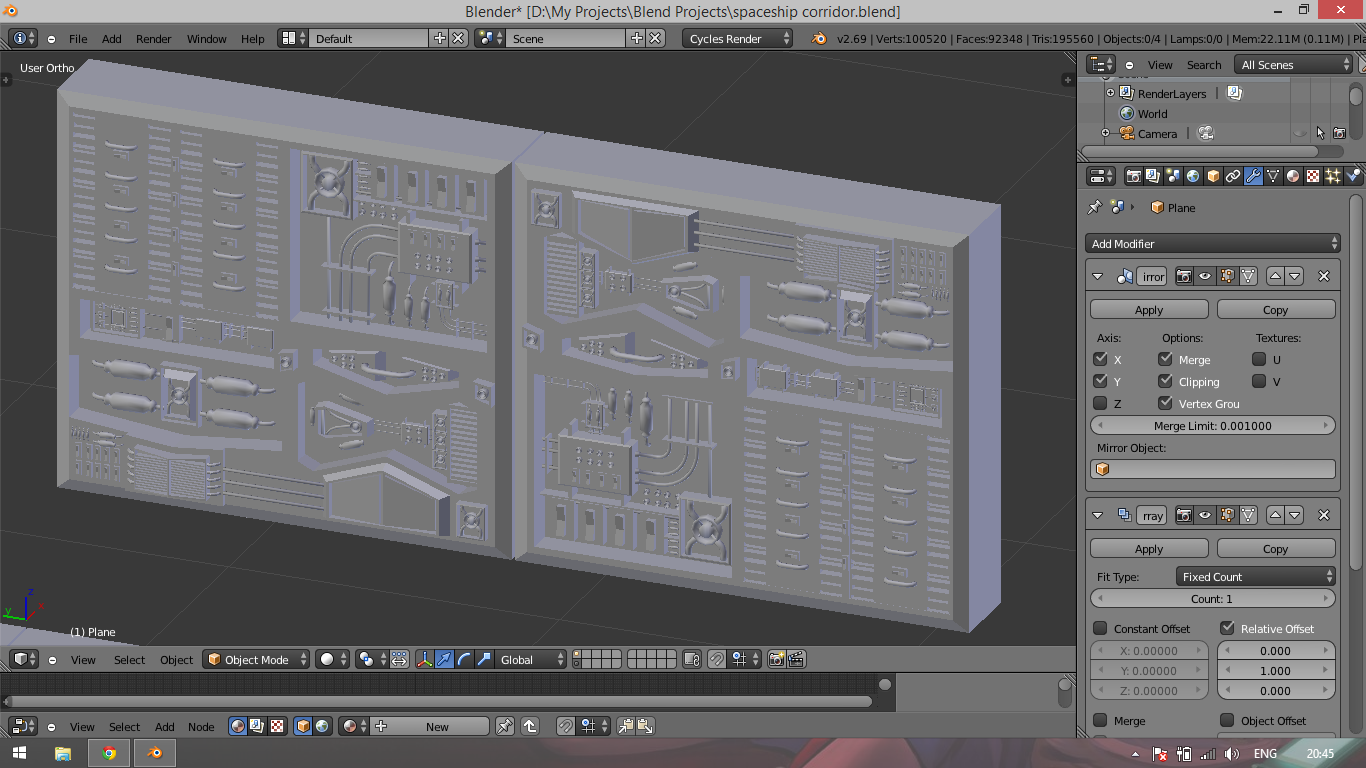 Blender* [D:\My Projects\Blend Projects\spaceship corridor.blend]
File Add Render Window Help Default Scene Cycles Render v2.69 | Verts:100520 | Faces:92348 | Tris:195560 | Objects:0/4 | Lamps:0/0 | Mem:22.11M (0.11M) | Pla
User Ortho
View Search All Scenes
RenderLayers
World
Camera
Plane
Add Modifier
irror
Apply Copy
Axis: Options: Textures:
X Merge U
Y Clipping V
Z Vertex Grou
Merge Limit: 0.001000
Mirror Object:
rray
Apply Copy
Fit Type: Fixed Count
Count: 1
Constant Offset Relative Offset
X: 0.00000 0.000
Y: 0.00000 1.000
Z: 0.00000 0.000
Merge Object Offset
z
y x
(1) Plane
View Select Object Object Mode Global
View Select Add Node New
ENG 20:45